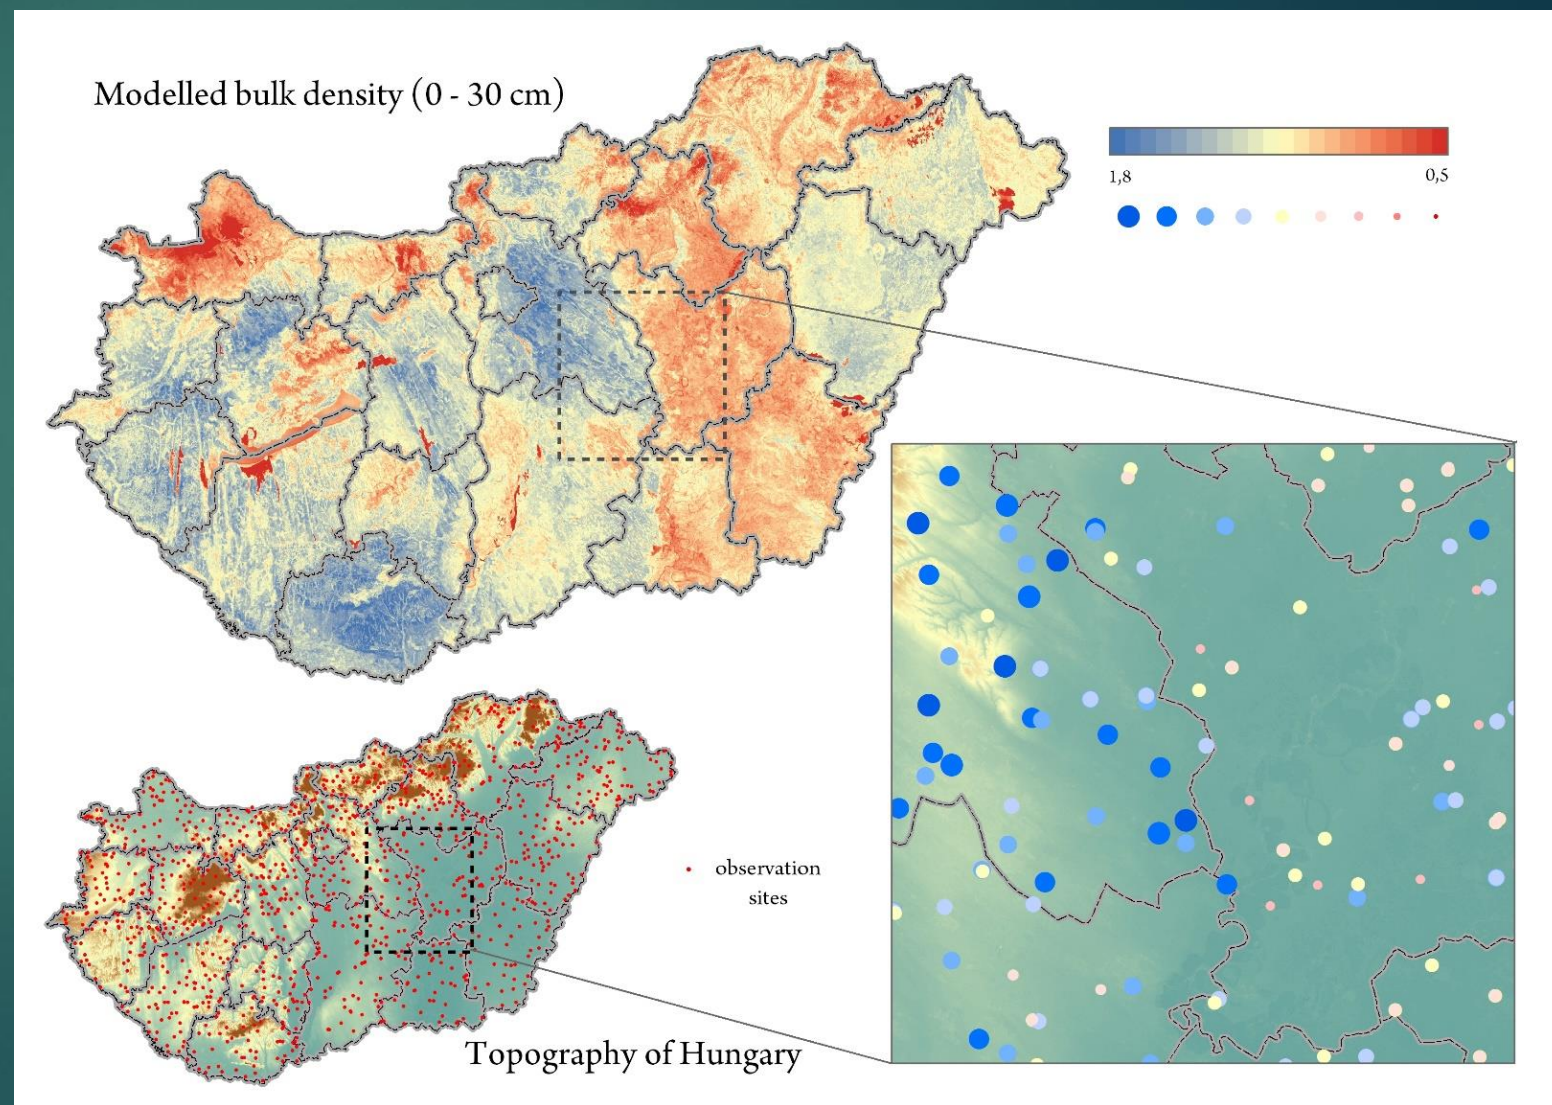 Modelled bulk density (0 - 30 cm)
1,8
0,5
observation
sites
Topography of Hungary